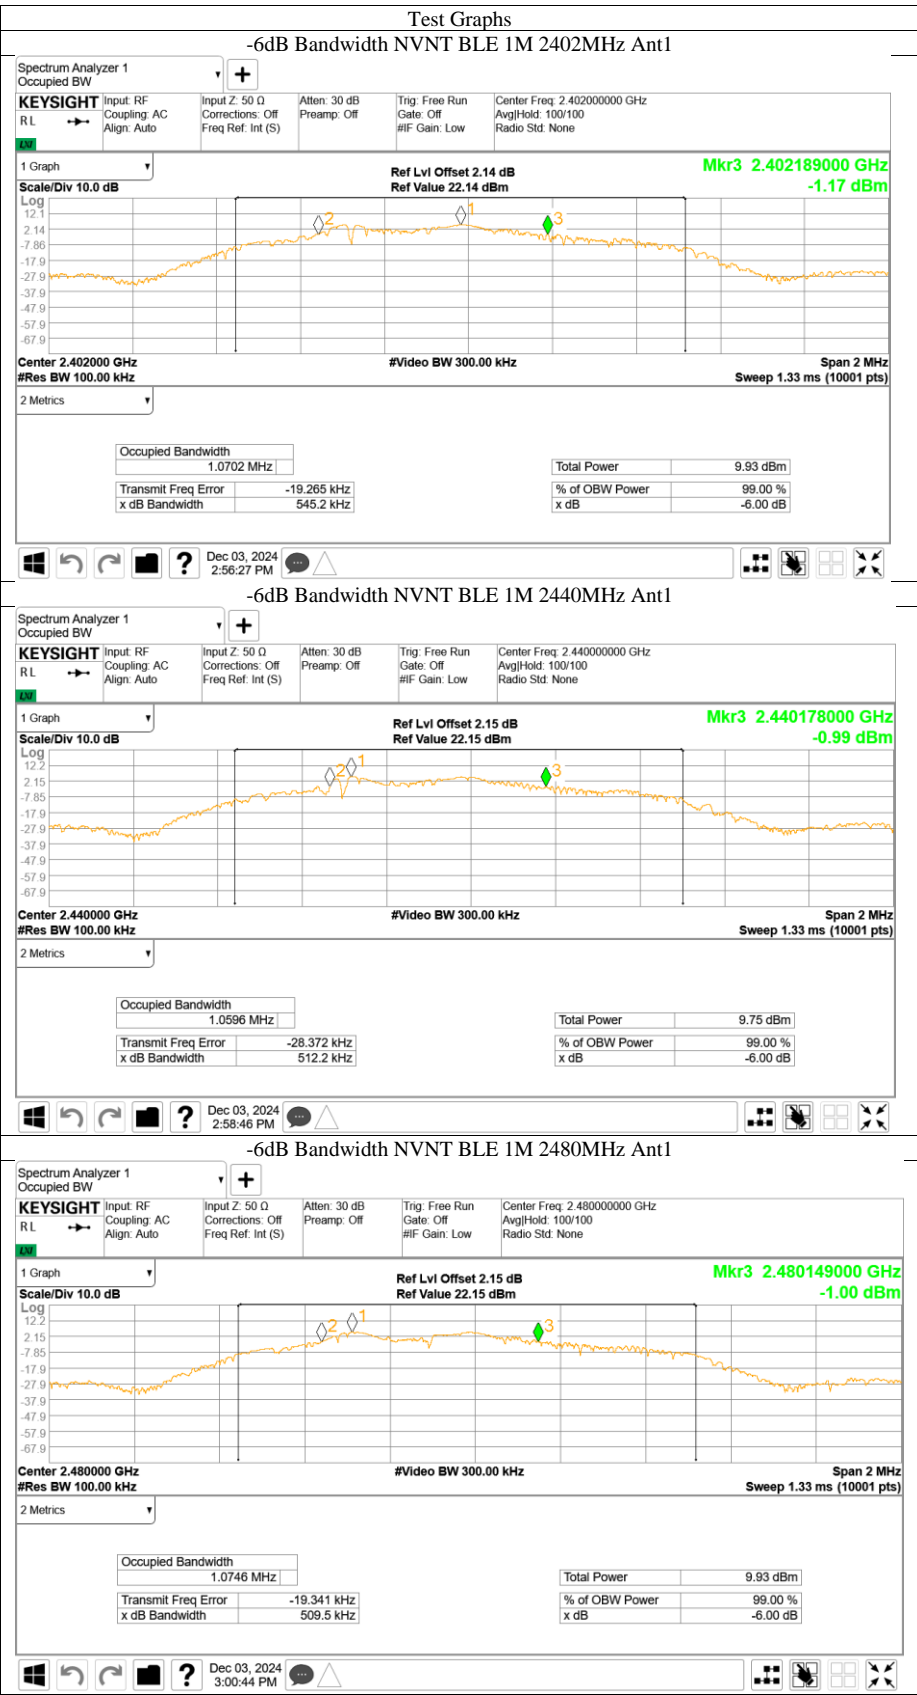 Test Graphs
-6dB Bandwidth NVNT BLE 1M 2402MHz Ant1
Spectrum Analyzer 1
Occupied BW
+
KEYSIGHT Input: RF Input Z: 50 Ω Atten: 30 dB Trig: Free Run Center Freq: 2.402000000 GHz
RL Coupling: AC Corrections: Off Preamp: Off Gate: Off Avg|Hold: 100/100
Align: Auto Freq Ref: Int (S) #IF Gain: Low Radio Std: None
LXI
1 Graph Ref Lvl Offset 2.14 dB Mkr3 2.402189000 GHz
Scale/Div 10.0 dB Ref Value 22.14 dBm -1.17 dBm
Log
12.1
2.14
-7.86
-17.9
-27.9
-37.9
-47.9
-57.9
-67.9
2 1 3
Center 2.402000 GHz #Video BW 300.00 kHz Span 2 MHz
#Res BW 100.00 kHz Sweep 1.33 ms (10001 pts)
2 Metrics
Occupied Bandwidth
1.0702 MHz Total Power 9.93 dBm
Transmit Freq Error -19.265 kHz % of OBW Power 99.00 %
x dB Bandwidth 545.2 kHz x dB -6.00 dB
? Dec 03, 2024
2:56:27 PM
-6dB Bandwidth NVNT BLE 1M 2440MHz Ant1
Spectrum Analyzer 1
Occupied BW
+
KEYSIGHT Input: RF Input Z: 50 Ω Atten: 30 dB Trig: Free Run Center Freq: 2.440000000 GHz
RL Coupling: AC Corrections: Off Preamp: Off Gate: Off Avg|Hold: 100/100
Align: Auto Freq Ref: Int (S) #IF Gain: Low Radio Std: None
LXI
1 Graph Ref Lvl Offset 2.15 dB Mkr3 2.440178000 GHz
Scale/Div 10.0 dB Ref Value 22.15 dBm -0.99 dBm
Log
12.2
2.15
-7.85
-17.9
-27.9
-37.9
-47.9
-57.9
-67.9
2 1 3
Center 2.440000 GHz #Video BW 300.00 kHz Span 2 MHz
#Res BW 100.00 kHz Sweep 1.33 ms (10001 pts)
2 Metrics
Occupied Bandwidth
1.0596 MHz Total Power 9.75 dBm
Transmit Freq Error -28.372 kHz % of OBW Power 99.00 %
x dB Bandwidth 512.2 kHz x dB -6.00 dB
? Dec 03, 2024
2:58:46 PM
-6dB Bandwidth NVNT BLE 1M 2480MHz Ant1
Spectrum Analyzer 1
Occupied BW
+
KEYSIGHT Input: RF Input Z: 50 Ω Atten: 30 dB Trig: Free Run Center Freq: 2.480000000 GHz
RL Coupling: AC Corrections: Off Preamp: Off Gate: Off Avg|Hold: 100/100
Align: Auto Freq Ref: Int (S) #IF Gain: Low Radio Std: None
LXI
1 Graph Ref Lvl Offset 2.15 dB Mkr3 2.480149000 GHz
Scale/Div 10.0 dB Ref Value 22.15 dBm -1.00 dBm
Log
12.2
2.15
-7.85
-17.9
-27.9
-37.9
-47.9
-57.9
-67.9
2 1 3
Center 2.480000 GHz #Video BW 300.00 kHz Span 2 MHz
#Res BW 100.00 kHz Sweep 1.33 ms (10001 pts)
2 Metrics
Occupied Bandwidth
1.0746 MHz Total Power 9.93 dBm
Transmit Freq Error -19.341 kHz % of OBW Power 99.00 %
x dB Bandwidth 509.5 kHz x dB -6.00 dB
? Dec 03, 2024
3:00:44 PM